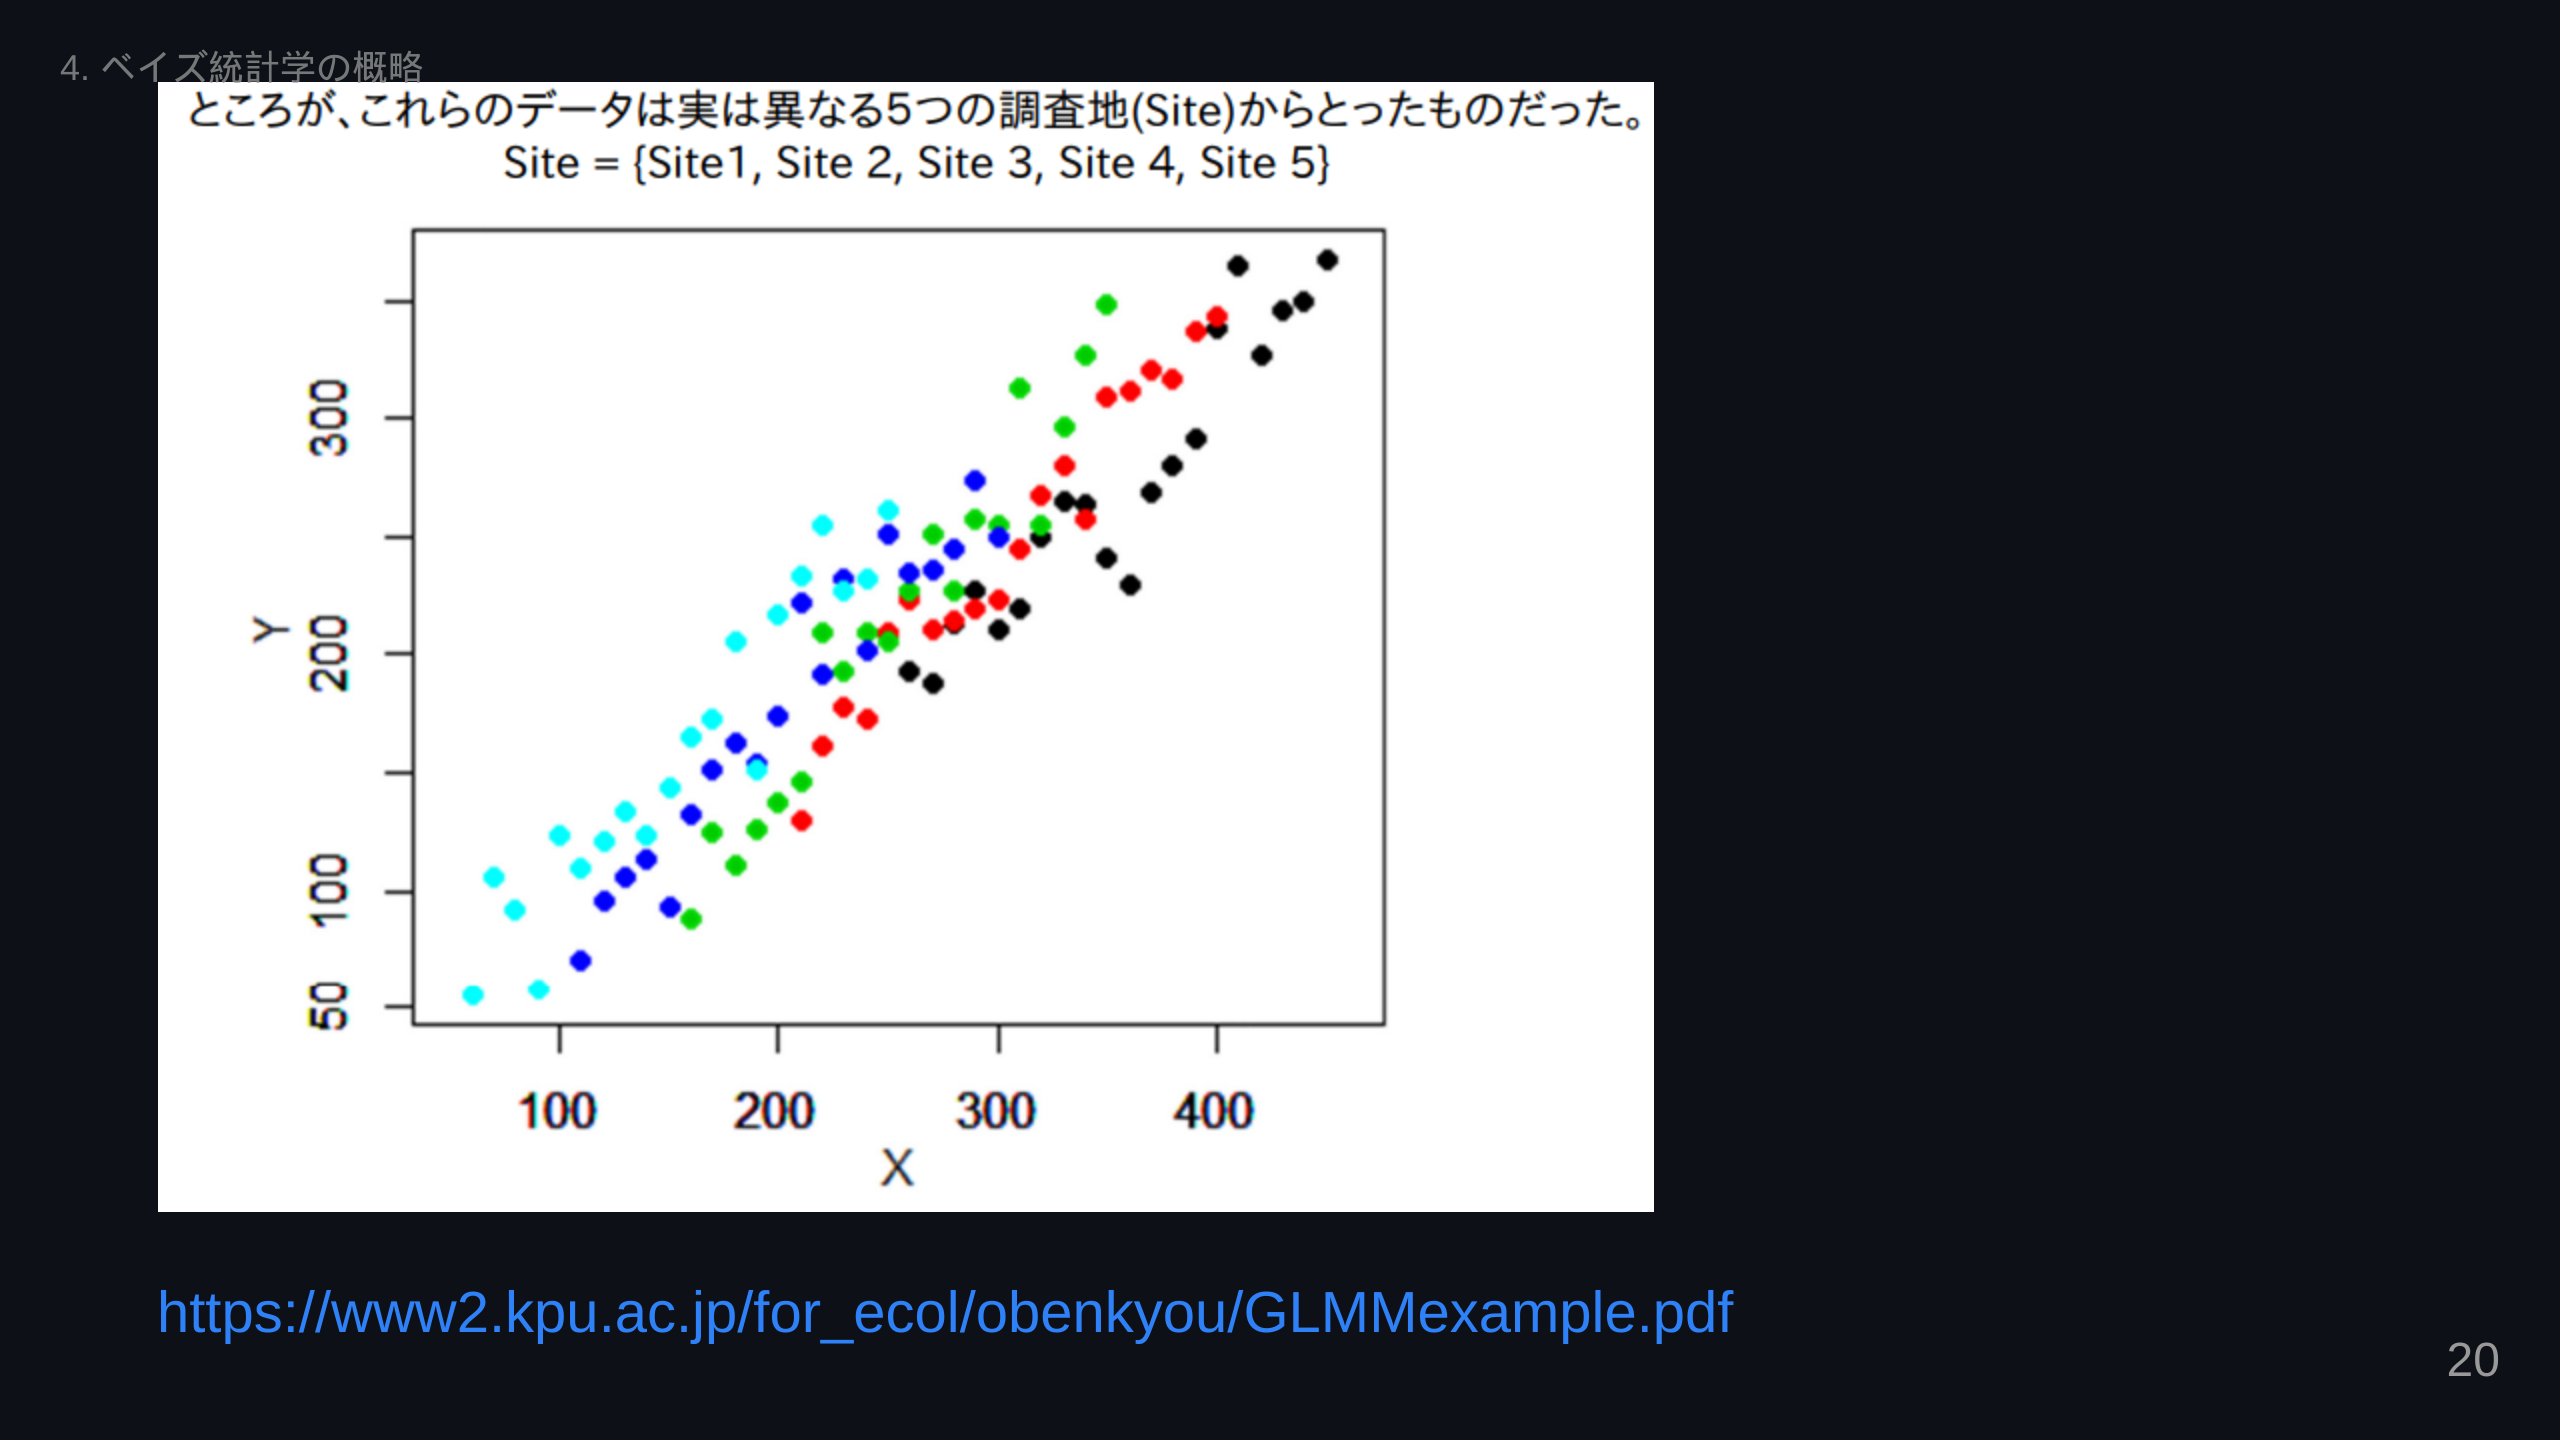 4. ベイズ統計学の概略
ところが、これらのデータは実は異なる5つの調査地(Site)からとったものだった。
Site = {Site1, Site 2, Site 3, Site 4, Site 5}
300
200
100
50
Y
100 200 300 400
X
https://www2.kpu.ac.jp/for_ecol/obenkyou/GLMMexample.pdf
20